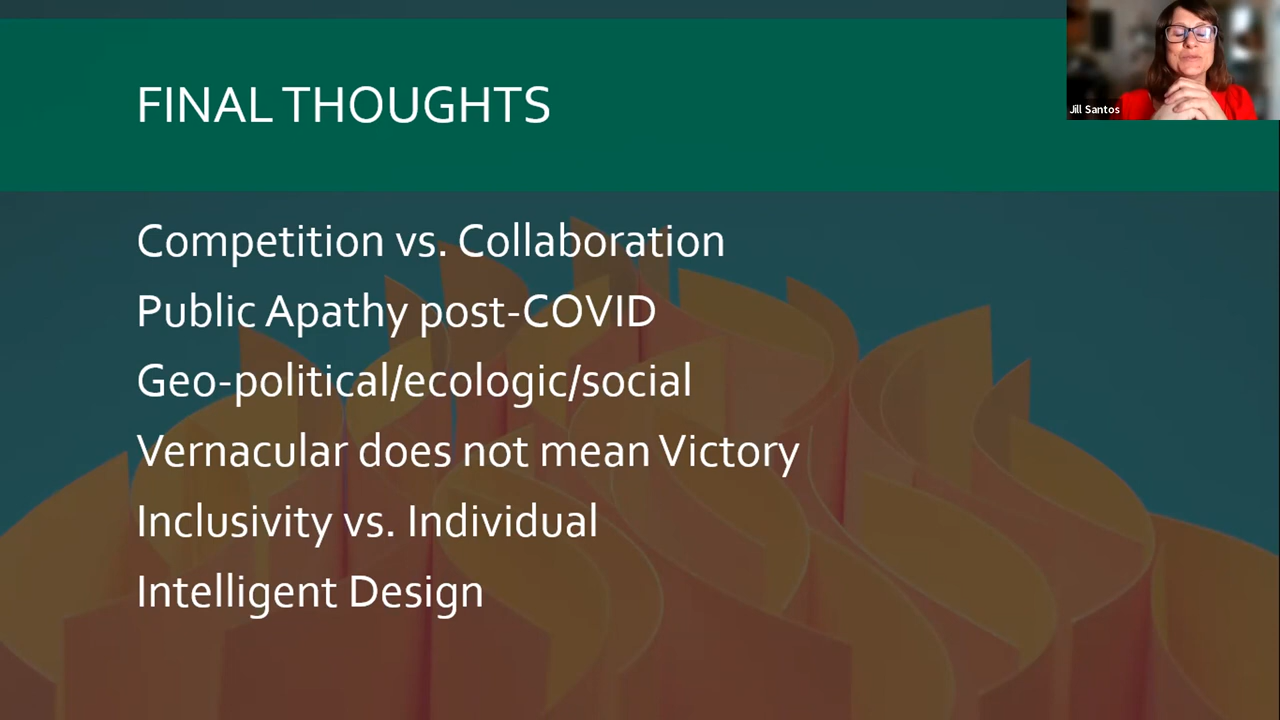 FINAL THOUGHTS
Jill Santos
Competition vs. Collaboration
Public Apathy post-COVID
Geo-political/ecologic/social
Vernacular does not mean Victory
Inclusivity vs. Individual
Intelligent Design